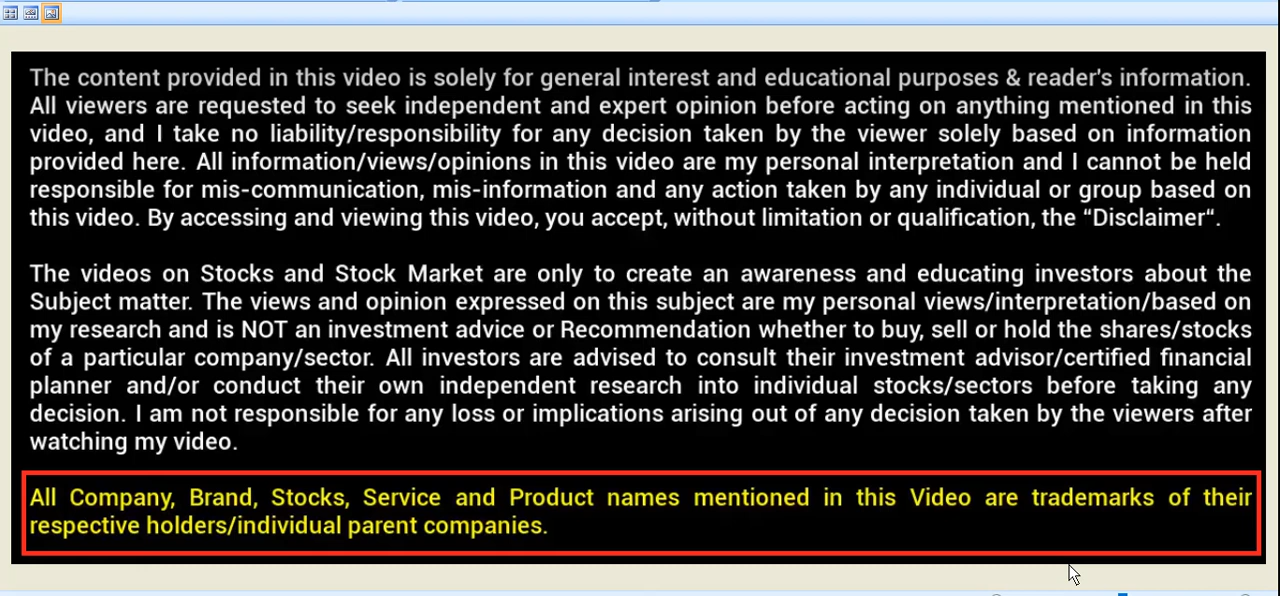 The content provided in this video is solely for general interest and educational purposes & reader's information.
All viewers are requested to seek independent and expert opinion before acting on anything mentioned in this
video, and I take no liability/responsibility for any decision taken by the viewer solely based on information
provided here. All information/views/opinions in this video are my personal interpretation and I cannot be held
responsible for mis-communication, mis-information and any action taken by any individual or group based on
this video. By accessing and viewing this video, you accept, without limitation or qualification, the “Disclaimer“.
The videos on Stocks and Stock Market are only to create an awareness and educating investors about the
Subject matter. The views and opinion expressed on this subject are my personal views/interpretation/based on
my research and is NOT an investment advice or Recommendation whether to buy, sell or hold the shares/stocks
of a particular company/sector. All investors are advised to consult their investment advisor/certified financial
planner and/or conduct their own independent research into individual stocks/sectors before taking any
decision. I am not responsible for any loss or implications arising out of any decision taken by the viewers after
watching my video.
All Company, Brand, Stocks, Service and Product names mentioned in this Video are trademarks of their
respective holders/individual parent companies.